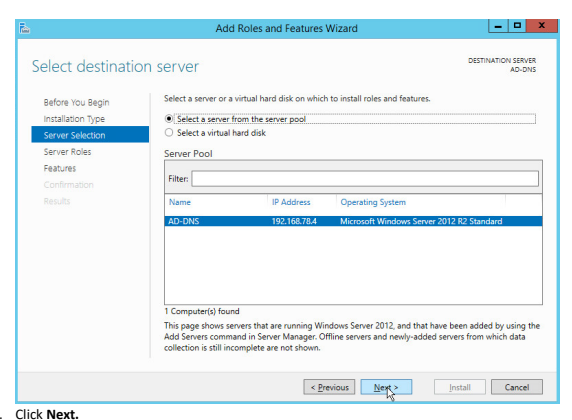 Add Roles and Features Wizard
Select destination server
DESTINATION SERVER
AD-DNS
Before You Begin
Installation Type
Server Selection
Server Roles
Features
Confirmation
Results
Select a server or a virtual hard disk on which to install roles and features.
Select a server from the server pool
Select a virtual hard disk
Server Pool
Filter:
Name IP Address Operating System
AD-DNS 192.168.78.4 Microsoft Windows Server 2012 R2 Standard
1 Computer(s) found
This page shows servers that are running Windows Server 2012, and that have been added by using the
Add Servers command in Server Manager. Offline servers and newly-added servers from which data
collection is still incomplete are not shown.
< Previous Next > Install Cancel
. Click Next.